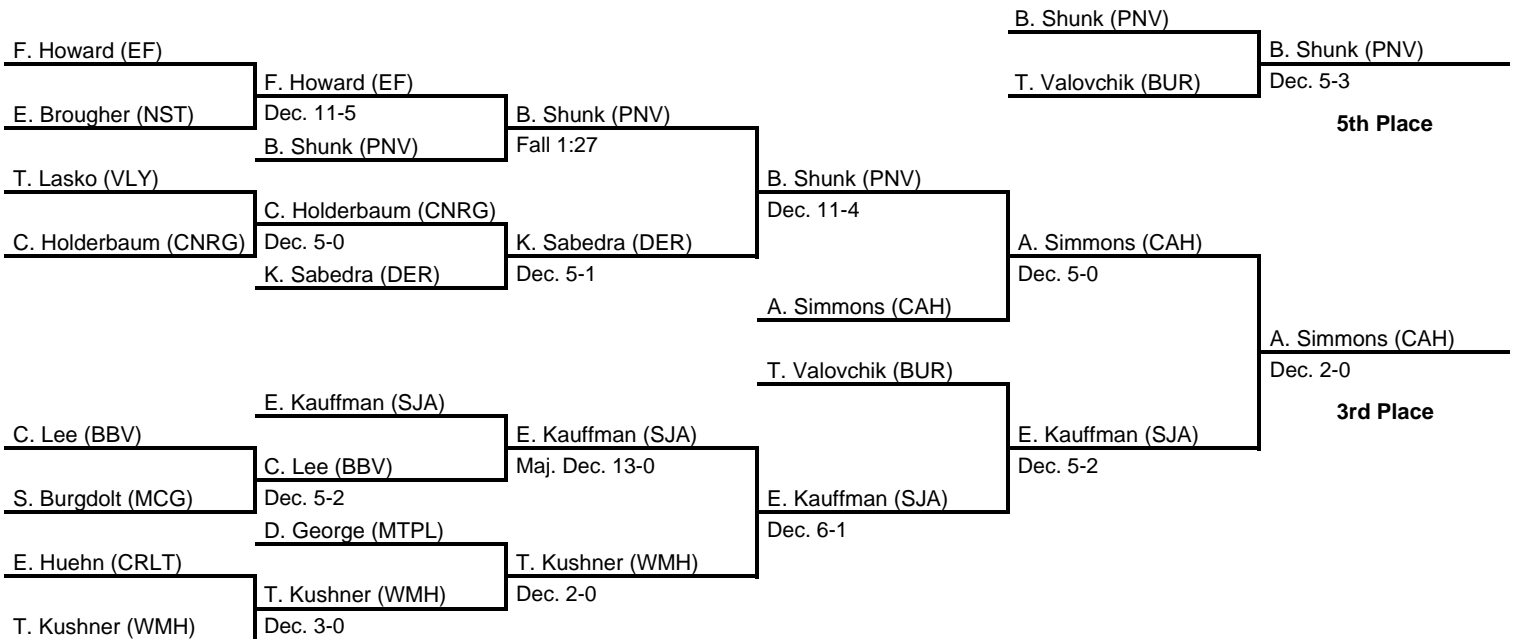 B. Shunk (PNV)
F. Howard (EF)
B. Shunk (PNV)
F. Howard (EF)
T. Valovchik (BUR)
Dec. 5-3
E. Brougher (NST)
Dec. 11-5
B. Shunk (PNV)
5th Place
B. Shunk (PNV)
Fall 1:27
T. Lasko (VLY)
B. Shunk (PNV)
C. Holderbaum (CNRG)
Dec. 11-4
C. Holderbaum (CNRG)
Dec. 5-0
K. Sabedra (DER)
A. Simmons (CAH)
K. Sabedra (DER)
Dec. 5-1
Dec. 5-0
A. Simmons (CAH)
A. Simmons (CAH)
T. Valovchik (BUR)
Dec. 2-0
E. Kauffman (SJA)
3rd Place
C. Lee (BBV)
E. Kauffman (SJA)
E. Kauffman (SJA)
C. Lee (BBV)
Maj. Dec. 13-0
Dec. 5-2
S. Burgdolt (MCG)
Dec. 5-2
E. Kauffman (SJA)
D. George (MTPL)
Dec. 6-1
E. Huehn (CRLT)
T. Kushner (WMH)
T. Kushner (WMH)
Dec. 2-0
T. Kushner (WMH)
Dec. 3-0